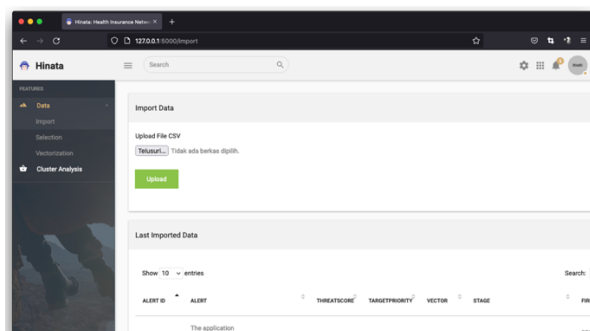 Hinata: Health Insurance Netwo
127.0.0.1:5000/import
Hinata
Search
FEATURES
Data
Import
Selection
Vectorization
Cluster Analysis
Import Data
Upload File CSV
Telusuri... Tidak ada berkas dipilih.
Upload
Last Imported Data
Show 10 entries
Search:
ALERT ID ALERT THREATSCORE TARGETPRIORITY VECTOR STAGE FIR
The application